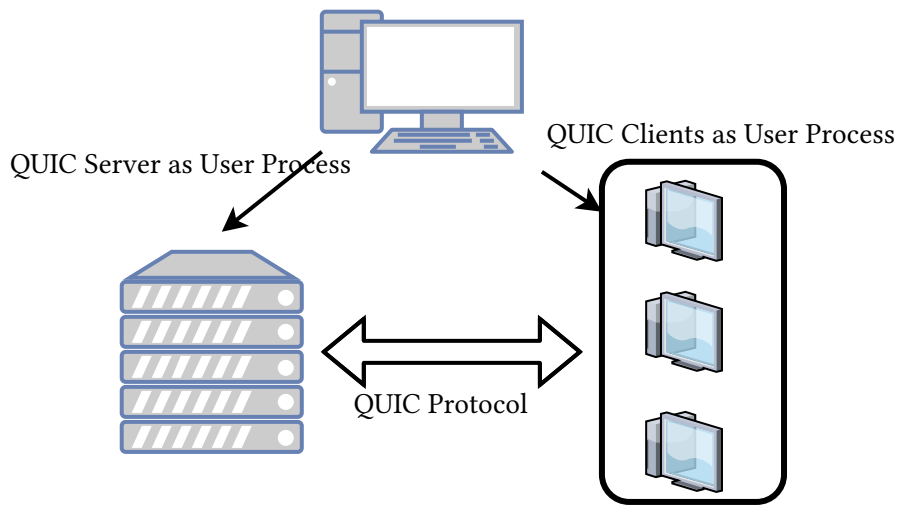 QUIC Clients as User Process
QUIC Server as User Process
QUIC Protocol